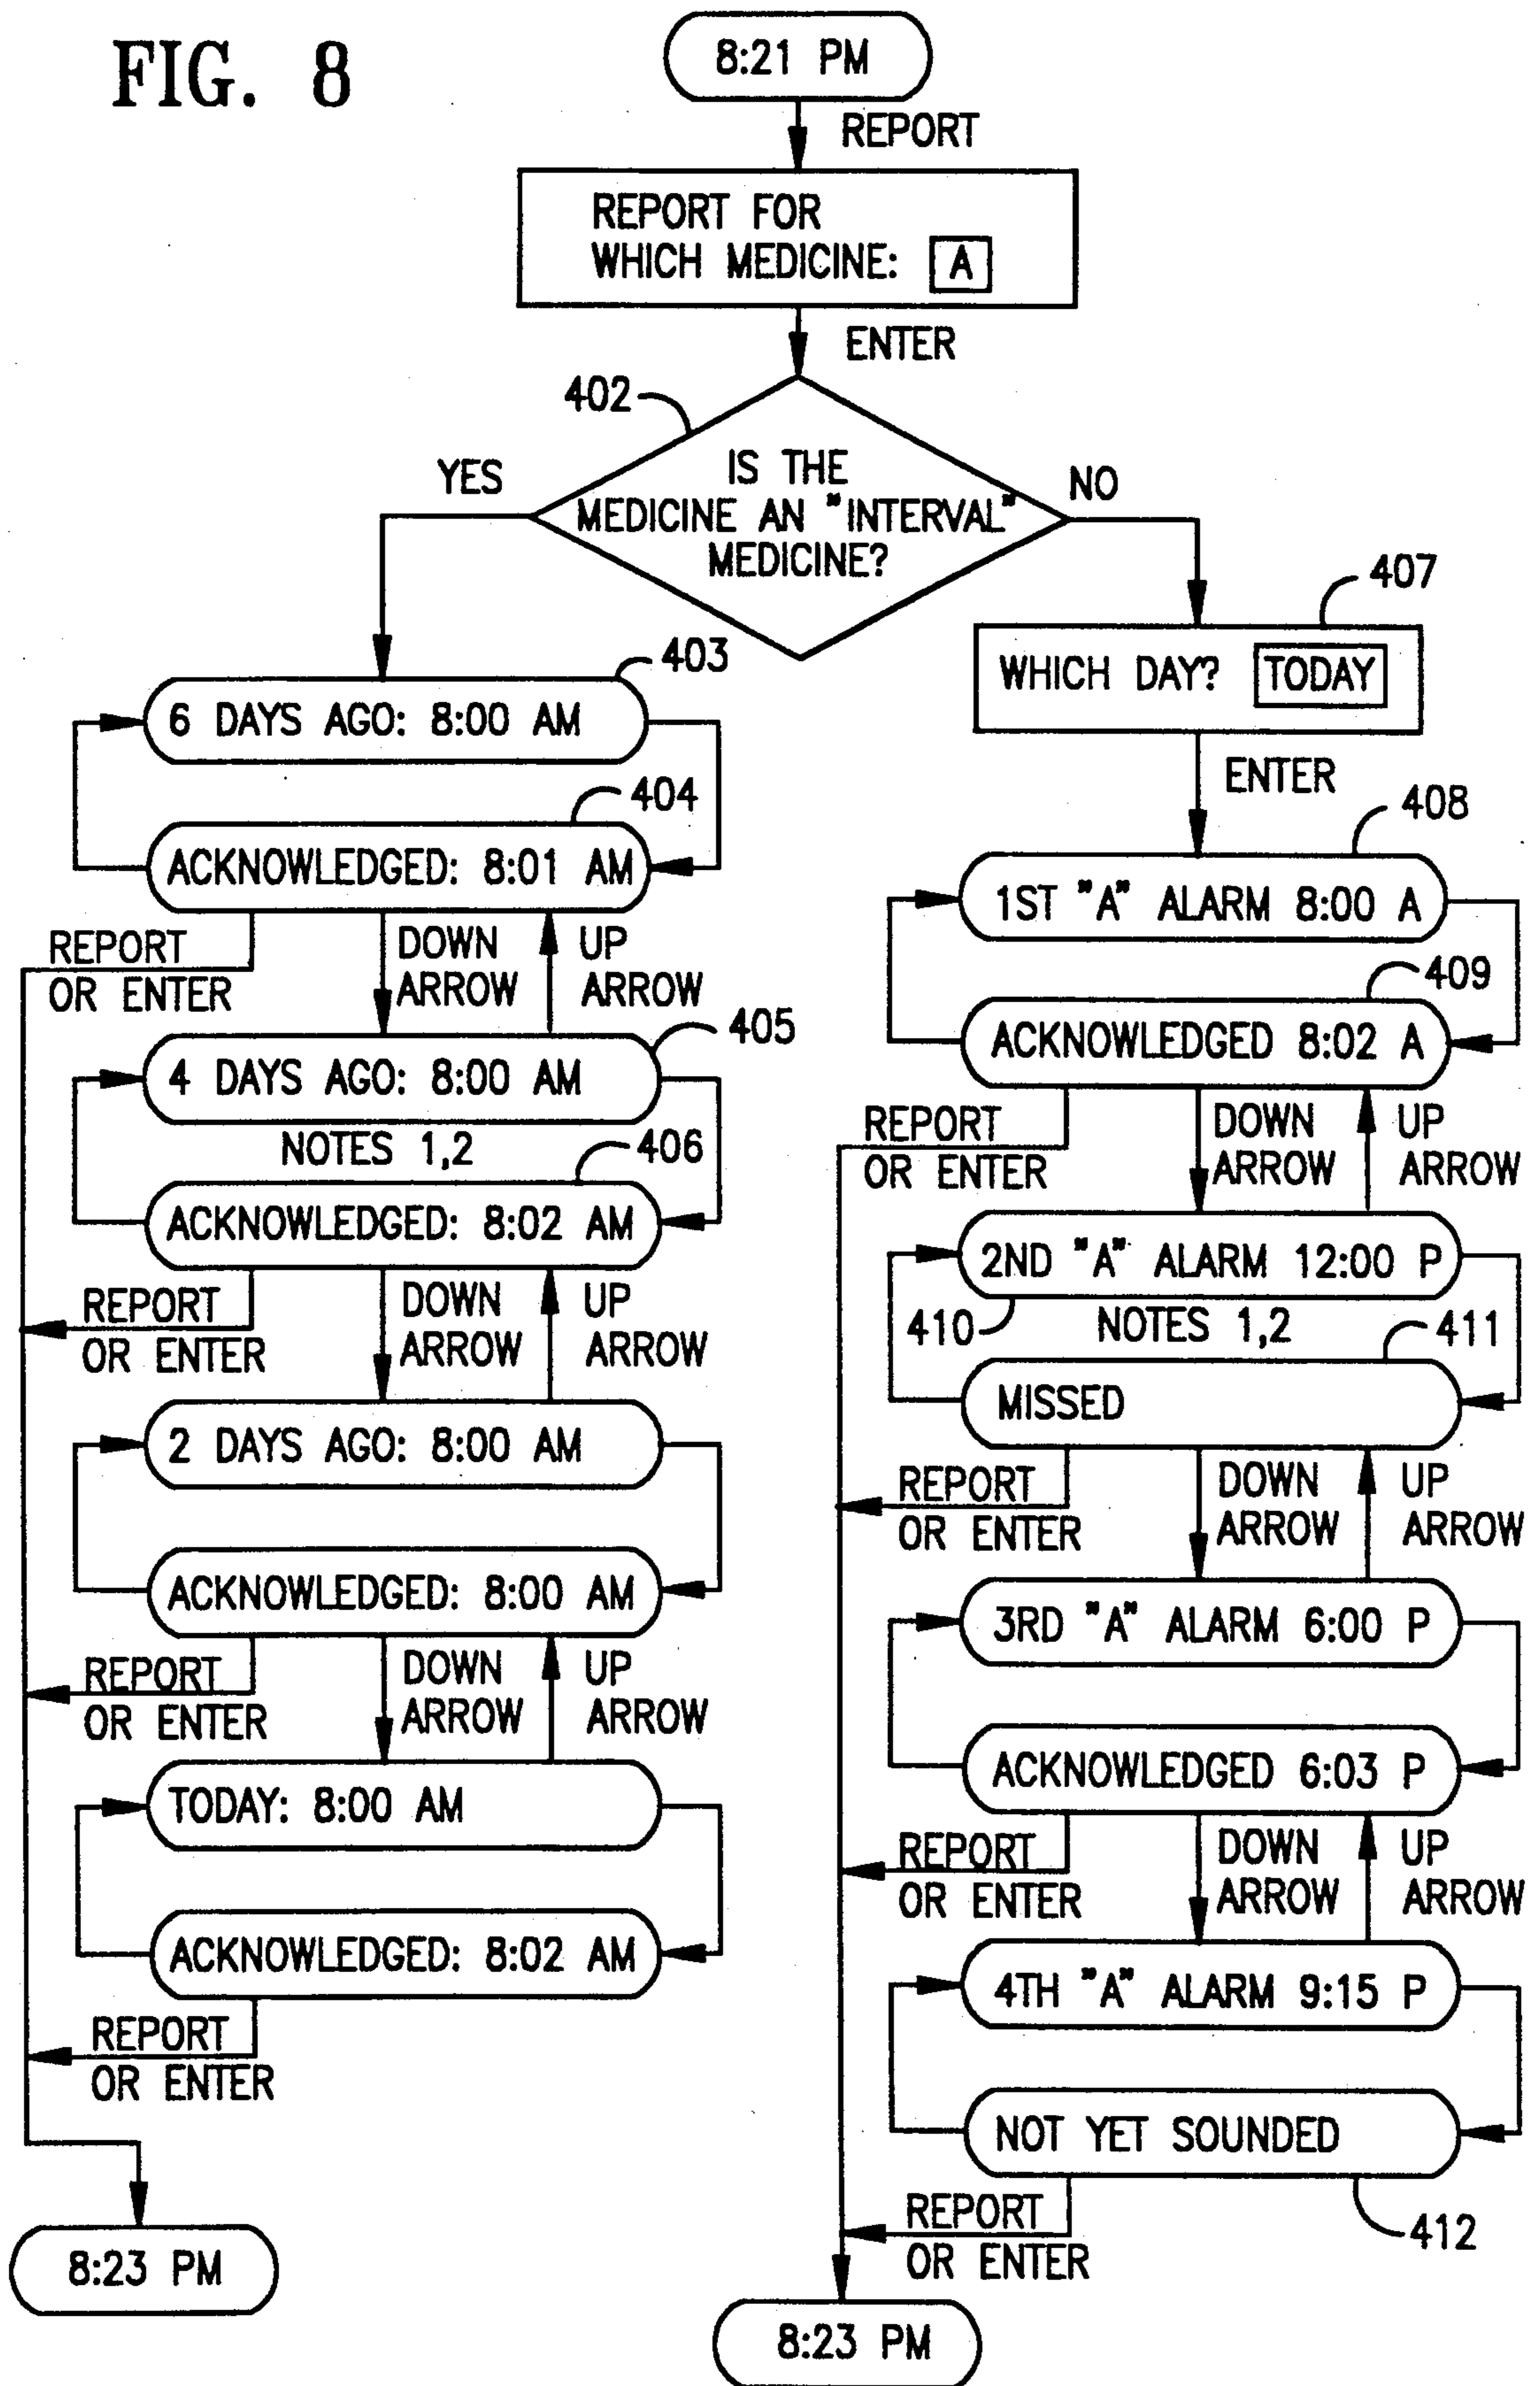 FIG. 8
8:21 PM
REPORT
REPORT FOR
WHICH MEDICINE: A
ENTER
402
IS THE
MEDICINE AN "INTERVAL"
MEDICINE?
YES
NO
403
6 DAYS AGO: 8:00 AM
404
ACKNOWLEDGED: 8:01 AM
REPORT
OR ENTER
DOWN
ARROW
UP
ARROW
405
4 DAYS AGO: 8:00 AM
NOTES 1,2
406
ACKNOWLEDGED: 8:02 AM
REPORT
OR ENTER
DOWN
ARROW
UP
ARROW
2 DAYS AGO: 8:00 AM
ACKNOWLEDGED: 8:00 AM
REPORT
OR ENTER
DOWN
ARROW
UP
ARROW
TODAY: 8:00 AM
ACKNOWLEDGED: 8:02 AM
REPORT
OR ENTER
8:23 PM
407
WHICH DAY? TODAY
ENTER
408
1ST "A" ALARM 8:00 A
409
ACKNOWLEDGED 8:02 A
REPORT
OR ENTER
DOWN
ARROW
UP
ARROW
2ND "A" ALARM 12:00 P
410
NOTES 1,2
411
MISSED
REPORT
OR ENTER
DOWN
ARROW
UP
ARROW
3RD "A" ALARM 6:00 P
ACKNOWLEDGED 6:03 P
REPORT
OR ENTER
DOWN
ARROW
UP
ARROW
4TH "A" ALARM 9:15 P
NOT YET SOUNDED
412
REPORT
OR ENTER
8:23 PM